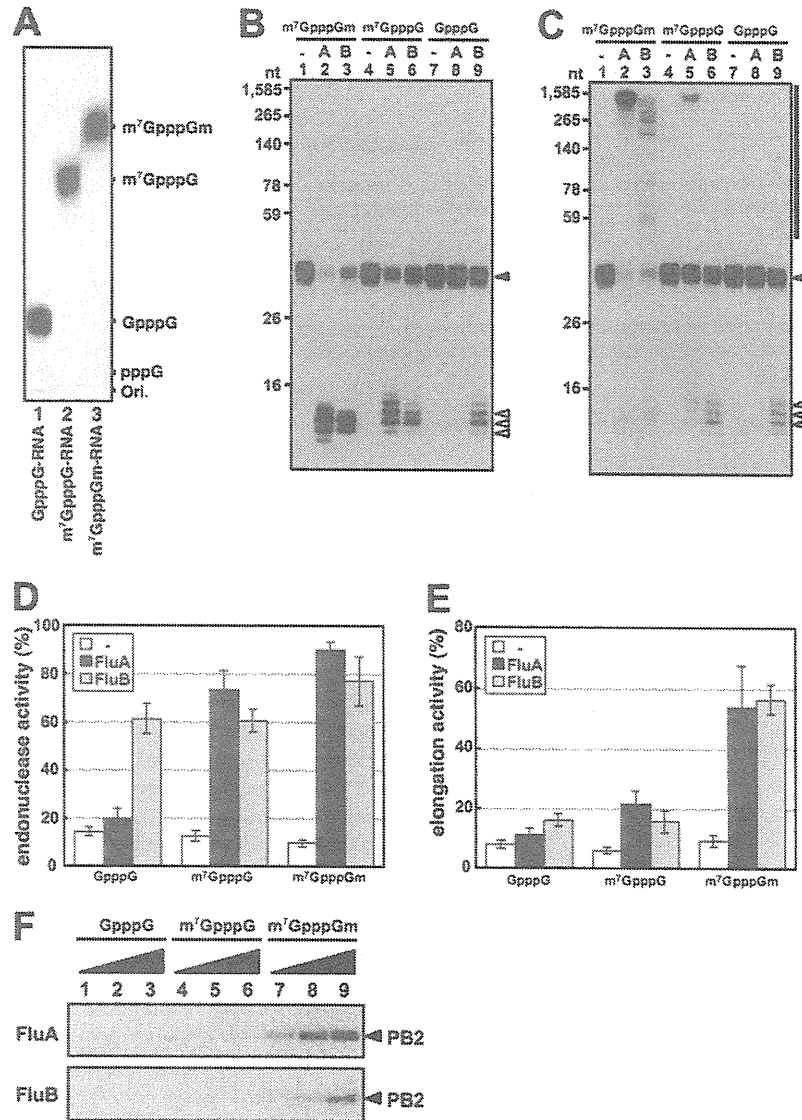 A
m⁷GpppGm
m⁷GpppG
GpppG
pppG
Ori.
GpppG-RNA 1
m⁷GpppG-RNA 2
m⁷GpppGm-RNA 3
B
m⁷GpppGm m⁷GpppG GpppG
- A B - A B - A B
nt 1 2 3 4 5 6 7 8 9
1,585
265
140
78
59
26
16
C
m⁷GpppGm m⁷GpppG GpppG
- A B - A B - A B
nt 1 2 3 4 5 6 7 8 9
1,585
265
140
78
59
26
16
D
endonuclease activity (%)
100
80
60
40
20
0
-
FluA
FluB
GpppG m⁷GpppG m⁷GpppGm
E
elongation activity (%)
80
60
40
20
0
-
FluA
FluB
GpppG m⁷GpppG m⁷GpppGm
F
GpppG m⁷GpppG m⁷GpppGm
1 2 3 4 5 6 7 8 9
FluA PB2
FluB PB2